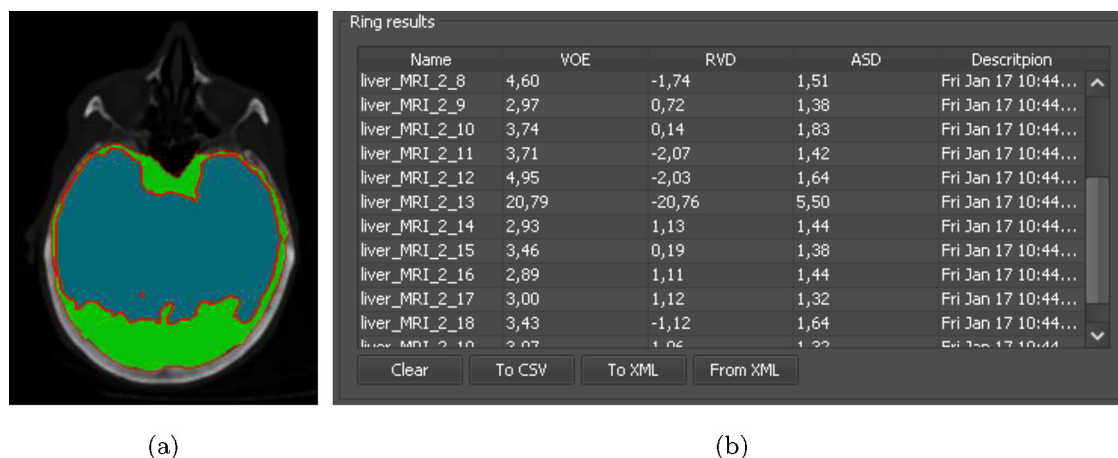 Ring results
Name VOE RVD ASD Descritpion
liver_MRI_2_8 4,60 -1,74 1,51 Fri Jan 17 10:44...
liver_MRI_2_9 2,97 0,72 1,38 Fri Jan 17 10:44...
liver_MRI_2_10 3,74 0,14 1,83 Fri Jan 17 10:44...
liver_MRI_2_11 3,71 -2,07 1,42 Fri Jan 17 10:44...
liver_MRI_2_12 4,95 -2,03 1,64 Fri Jan 17 10:44...
liver_MRI_2_13 20,79 -20,76 5,50 Fri Jan 17 10:44...
liver_MRI_2_14 2,93 1,13 1,44 Fri Jan 17 10:44...
liver_MRI_2_15 3,46 0,19 1,38 Fri Jan 17 10:44...
liver_MRI_2_16 2,89 1,11 1,44 Fri Jan 17 10:44...
liver_MRI_2_17 3,00 1,12 1,32 Fri Jan 17 10:44...
liver_MRI_2_18 3,43 -1,12 1,64 Fri Jan 17 10:44...
Clear To CSV To XML From XML
(a) (b)